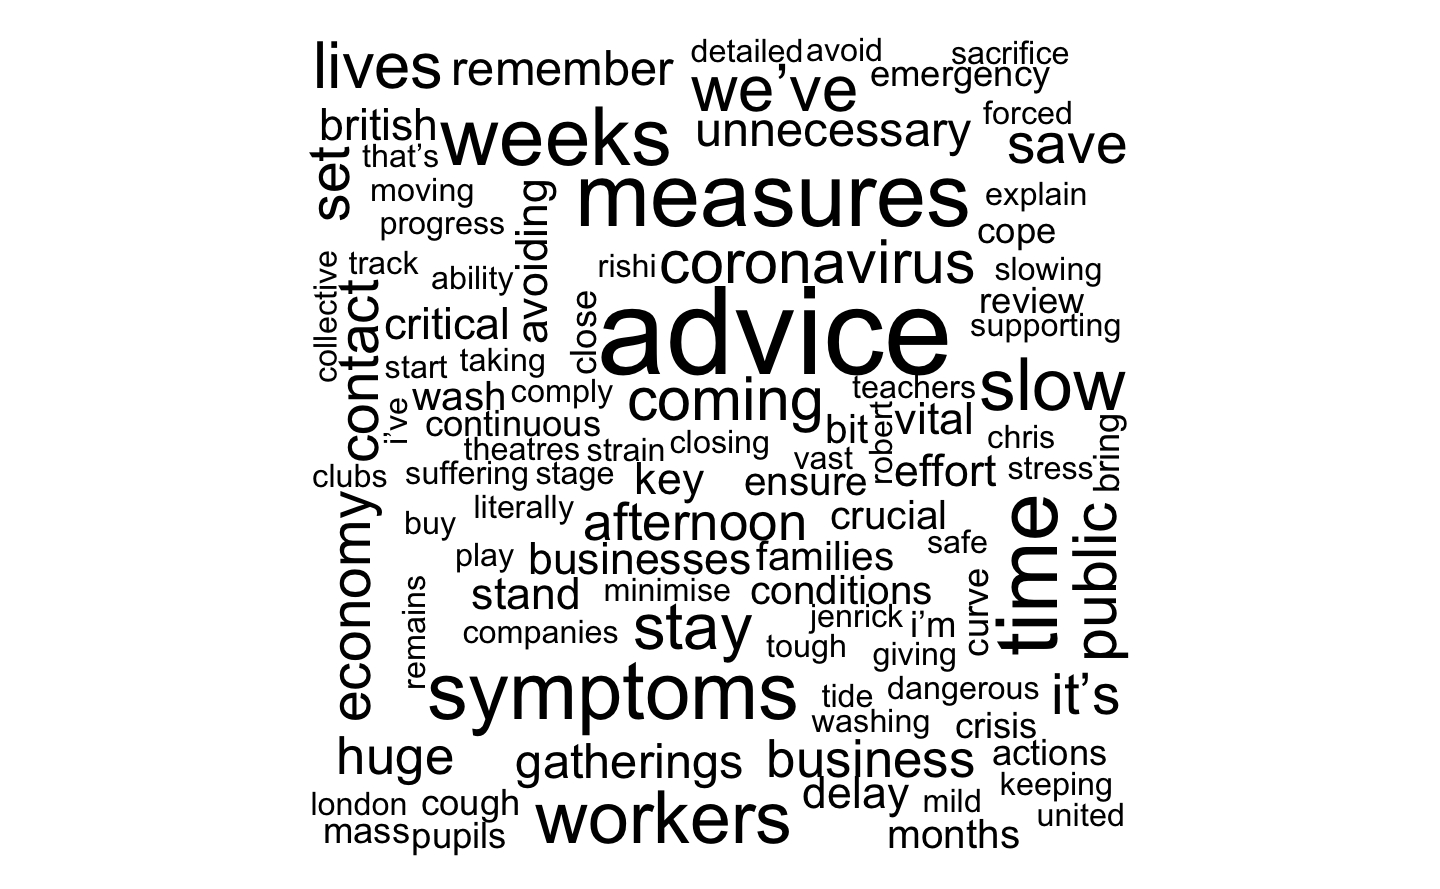 lives remember detailed avoid sacrifice
we’ve emergency
british weeks unnecessary forced
save
set that’s
moving avoiding measures explain
progress cope
collective track ability rishi coronavirus slowing
contact critical close advice review
supporting
start taking
i’ve wash comply coming teachers slow
continuous bit robert vital chris bring
theatres strain closing
clubs suffering stage key ensure vast effort stress
economy buy literally afternoon crucial time public
play businesses families safe
remains stand minimise conditions curve
companies stay jenrick i’m
tough giving
symptoms tide dangerous it’s
washing crisis
huge gatherings business actions
london cough workers delay mild keeping
mass pupils months united